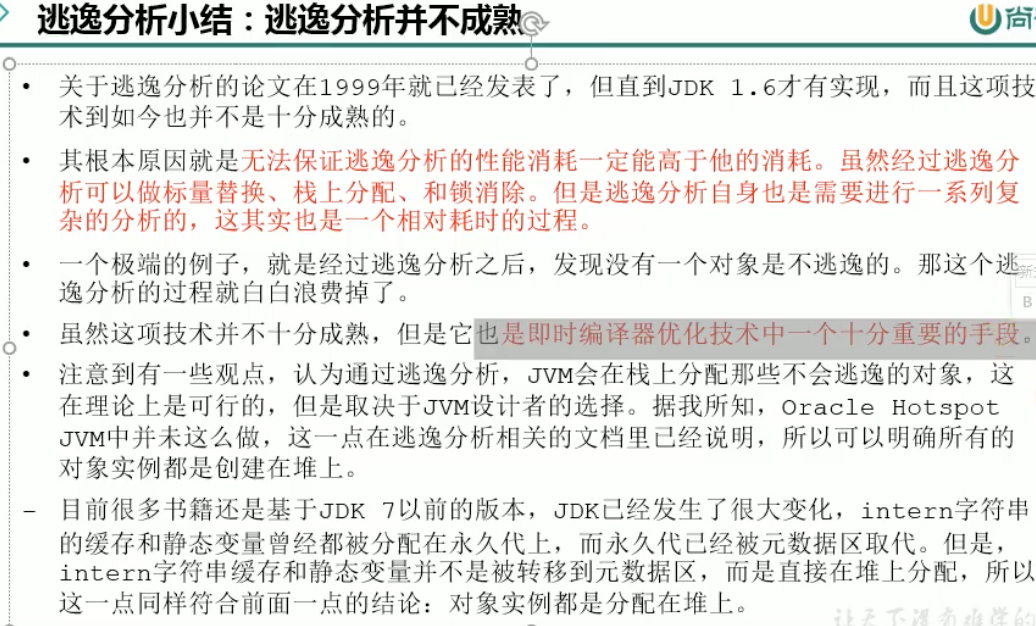 逃逸分析小结：逃逸分析并不成熟
尚
• 关于逃逸分析的论文在1999年就已经发表了，但直到JDK 1.6才有实现，而且这项技
术到如今也并不是十分成熟的。
• 其根本原因就是无法保证逃逸分析的性能消耗一定能高于他的消耗。虽然经过逃逸分
析可以做标量替换、栈上分配、和锁消除。但是逃逸分析自身也是需要进行一系列复
杂的分析的，这其实也是一个相对耗时的过程。
• 一个极端的例子，就是经过逃逸分析之后，发现没有一个对象是不逃逸的。那这个逃
逸分析的过程就白白浪费掉了。
• 虽然这项技术并不十分成熟，但是它也是即时编译器优化技术中一个十分重要的手段。
• 注意到有一些观点，认为通过逃逸分析，JVM会在栈上分配那些不会逃逸的对象，这
在理论上是可行的，但是取决于JVM设计者的选择。据我所知，Oracle Hotspot
JVM中并未这么做，这一点在逃逸分析相关的文档里已经说明，所以可以明确所有的
对象实例都是创建在堆上。
– 目前很多书籍还是基于JDK 7以前的版本，JDK已经发生了很大变化，intern字符串
的缓存和静态变量曾经都被分配在永久代上，而永久代已经被元数据区取代。但是，
intern字符串缓存和静态变量并不是被转移到元数据区，而是直接在堆上分配，所以
这一点同样符合前面一点的结论：对象实例都是分配在堆上。
让天下没有难学的